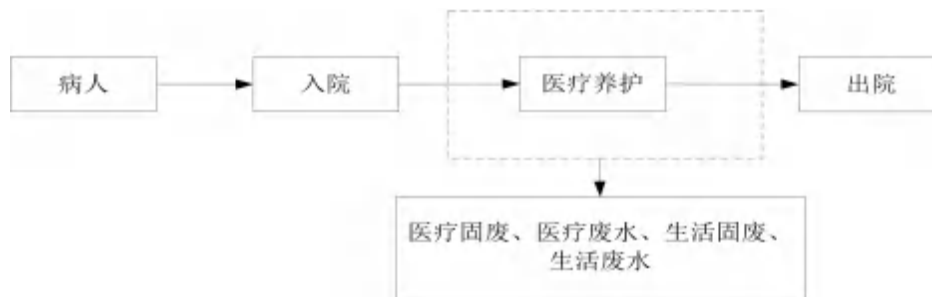 病人
入院
医疗养护
出院
医疗固废、医疗废水、生活固废、
生活废水